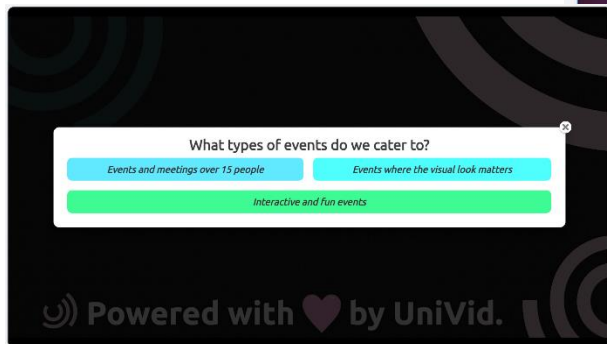 What types of events do we cater to?
Events and meetings over 15 people
Events where the visual look matters
Interactive and fun events
Powered with ♥ by UniVid.